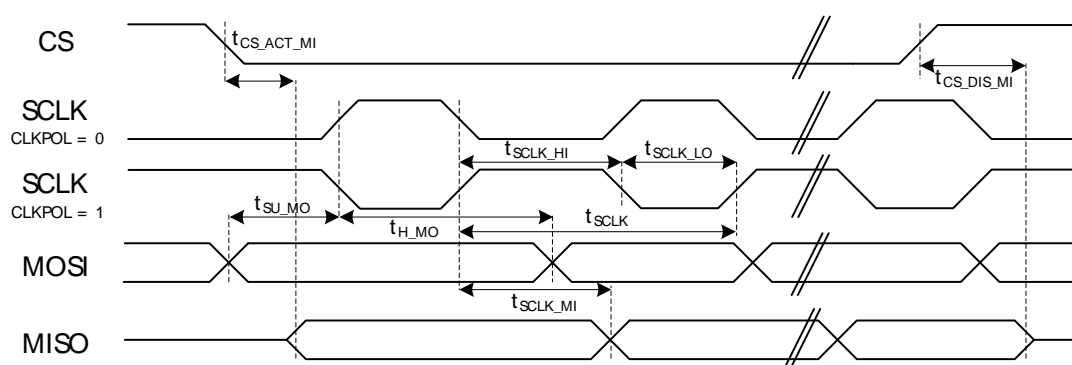 CS
tCS_ACT_MI
tCS_DIS_MI
SCLK
CLKPOL = 0
tSCLK_HI
tSCLK_LO
SCLK
CLKPOL = 1
tSU_MO
tH_MO
tSCLK
MOSI
tSCLK_MI
MISO